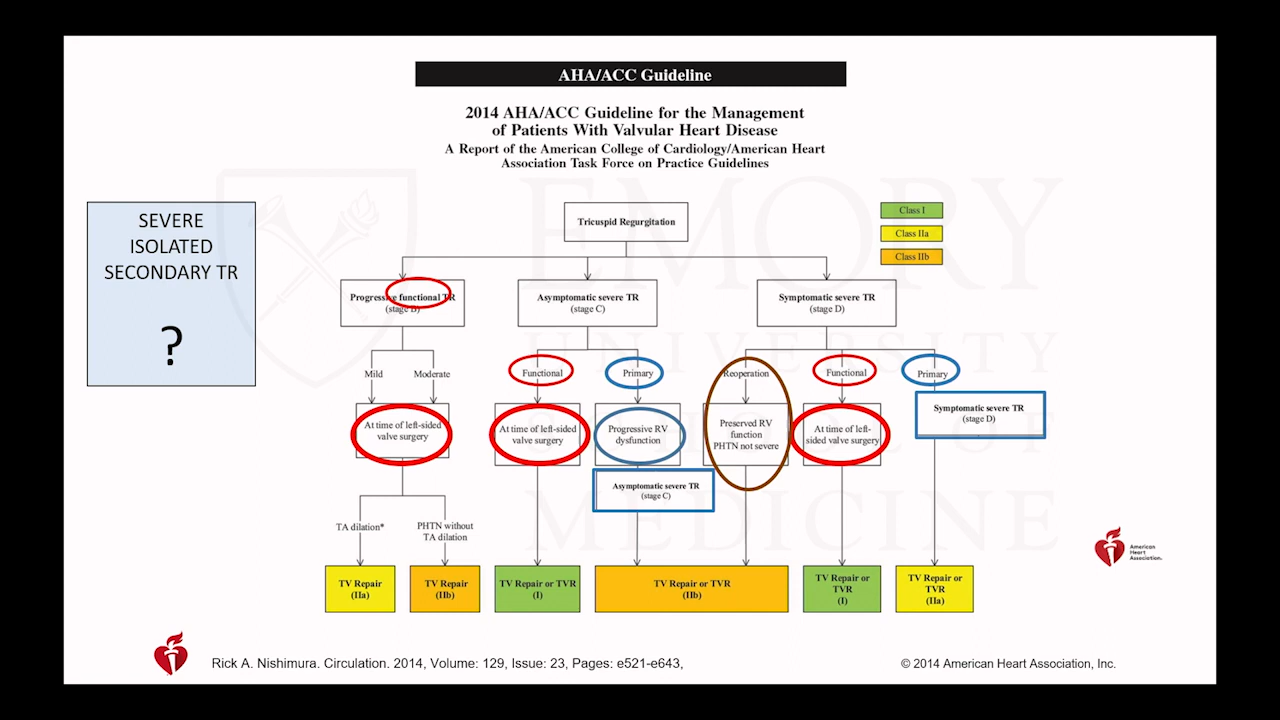 AHA/ACC Guideline
2014 AHA/ACC Guideline for the Management
of Patients With Valvular Heart Disease
A Report of the American College of Cardiology/American Heart
Association Task Force on Practice Guidelines
SEVERE
ISOLATED
SECONDARY TR
?
EMORY
UNIVERSITY
SCHOOL OF
MEDICINE
Tricuspid Regurgitation
Class I
Class IIa
Class IIb
Progressive functional TR
(stage B)
Asymptomatic severe TR
(stage C)
Symptomatic severe TR
(stage D)
Mild
Moderate
Functional
Primary
Reoperation
Functional
Primary
At time of left-sided
valve surgery
At time of left-sided
valve surgery
Progressive RV
dysfunction
Preserved RV
function
PHTN not severe
At time of left-
sided valve surgery
Symptomatic severe TR
(stage D)
Asymptomatic severe TR
(stage C)
TA dilation*
PHTN without
TA dilation
TV Repair
(IIa)
TV Repair
(IIb)
TV Repair or TVR
(I)
TV Repair or TVR
(IIb)
TV Repair or
TVR
(I)
TV Repair or
TVR
(IIa)
American
Heart
Association.
Rick A. Nishimura. Circulation. 2014, Volume: 129, Issue: 23, Pages: e521-e643,
© 2014 American Heart Association, Inc.